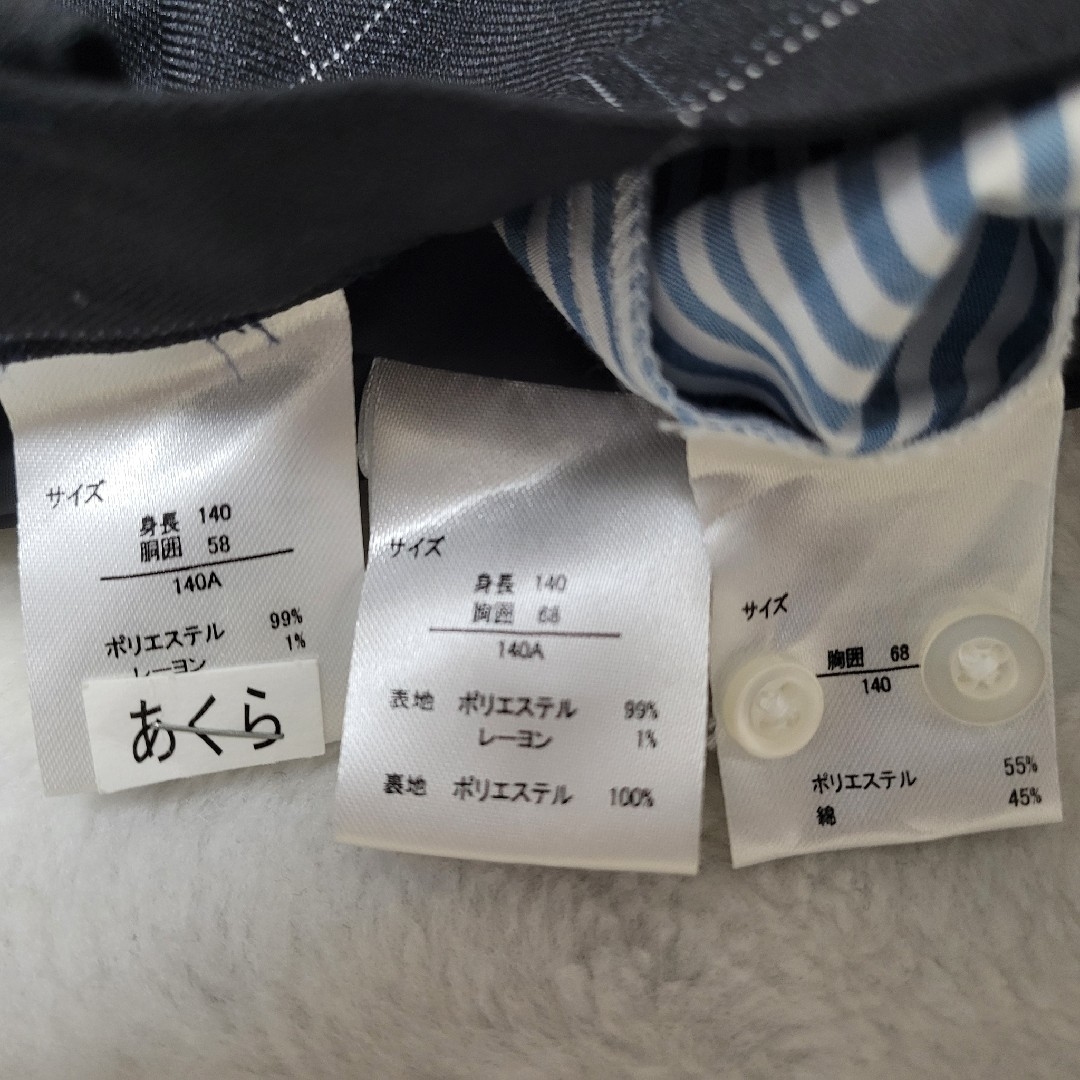 サイズ
身長 140
胴囲 58
140A
ポリエステル 99%
レーヨン 1%
あくら
サイズ
身長 140
胸囲 68
140A
表地 ポリエステル 99%
レーヨン 1%
裏地 ポリエステル 100%
サイズ
胸囲 68
140
ポリエステル 55%
綿 45%